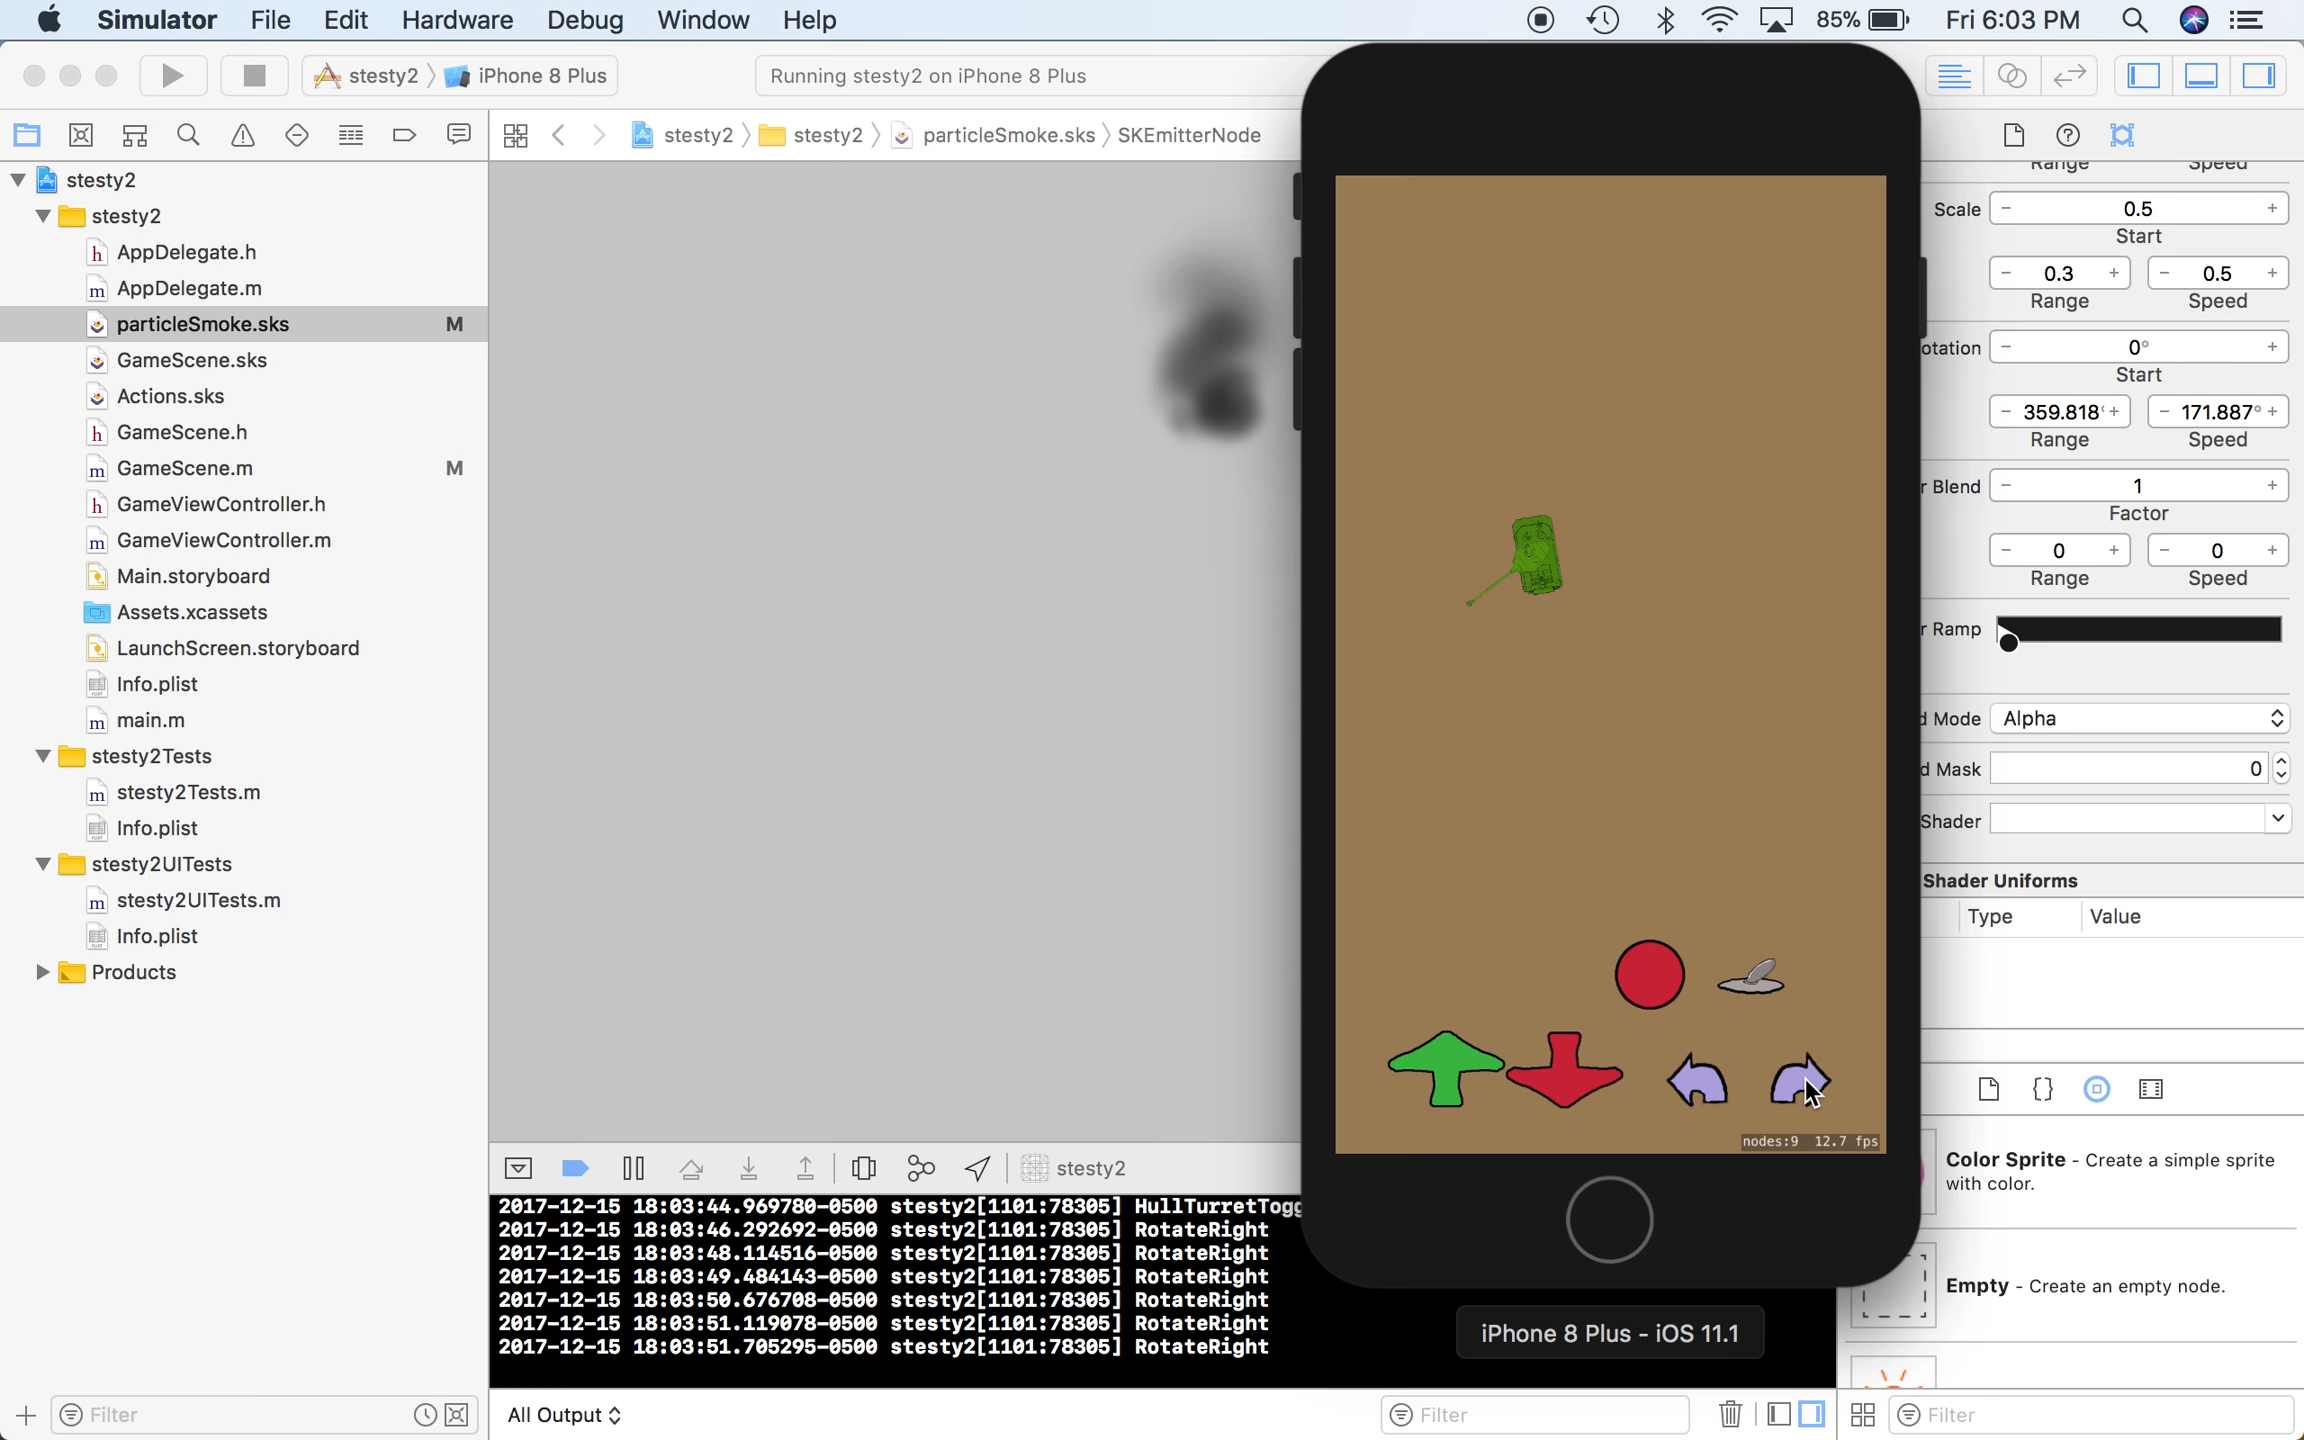 Simulator File Edit Hardware Debug Window Help 85% Fri 6:03 PM
stesty2 iPhone 8 Plus Running stesty2 on iPhone 8 Plus
stesty2 stesty2 particleSmoke.sks SKEmitterNode
stesty2
stesty2
AppDelegate.h
AppDelegate.m
particleSmoke.sks M
GameScene.sks
Actions.sks
GameScene.h
GameScene.m M
GameViewController.h
GameViewController.m
Main.storyboard
Assets.xcassets
LaunchScreen.storyboard
Info.plist
main.m
stesty2Tests
stesty2Tests.m
Info.plist
stesty2UITests
stesty2UITests.m
Info.plist
Products
Filter
nodes:9 12.7 fps
iPhone 8 Plus - iOS 11.1
Range Speed
Scale - 0.5 +
Start
- 0.3 + - 0.5 +
Range Speed
otation - 0° +
Start
- 359.818° + - 171.887° +
Range Speed
r Blend - 1 +
Factor
- 0 + - 0 +
Range Speed
r Ramp
d Mode Alpha
d Mask 0
Shader
Shader Uniforms
Type Value
{}
Color Sprite - Create a simple sprite
with color.
Empty - Create an empty node.
Filter
stesty2
2017-12-15 18:03:44.969780-0500 stesty2[1101:78305] HullTurretTogg
2017-12-15 18:03:46.292692-0500 stesty2[1101:78305] RotateRight
2017-12-15 18:03:48.114516-0500 stesty2[1101:78305] RotateRight
2017-12-15 18:03:49.484143-0500 stesty2[1101:78305] RotateRight
2017-12-15 18:03:50.676708-0500 stesty2[1101:78305] RotateRight
2017-12-15 18:03:51.119078-0500 stesty2[1101:78305] RotateRight
2017-12-15 18:03:51.705295-0500 stesty2[1101:78305] RotateRight
All Output Filter